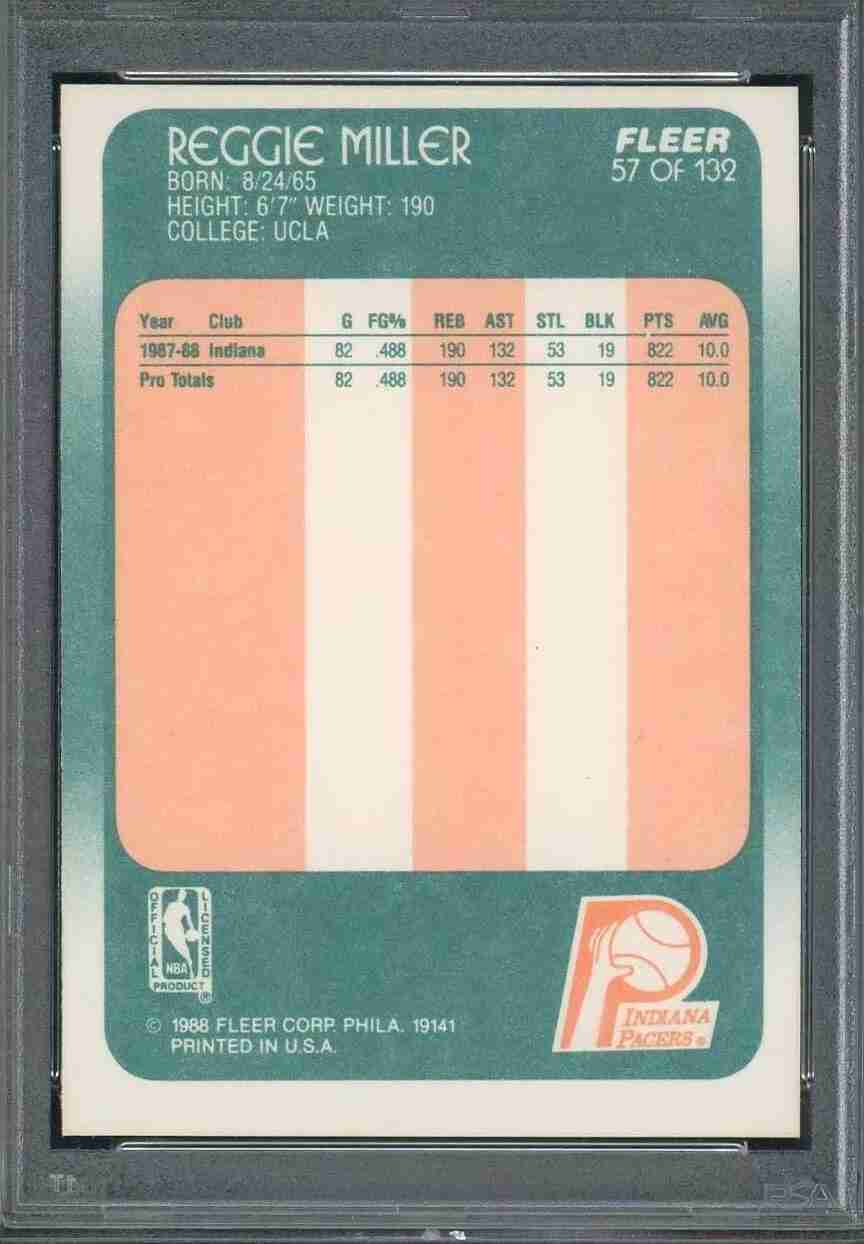 REGGIE MILLER
BORN: 8/24/65
HEIGHT: 6'7" WEIGHT: 190
COLLEGE: UCLA
FLEER
57 OF 132
Year Club G FG% REB AST STL BLK PTS AVG
1987-88 Indiana 82 .488 190 132 53 19 822 10.0
Pro Totals 82 .488 190 132 53 19 822 10.0
OFFICIAL LICENSED
NBA
PRODUCT ®
INDIANA
PACERS ®
© 1988 FLEER CORP. PHILA. 19141
PRINTED IN U.S.A.
PSA